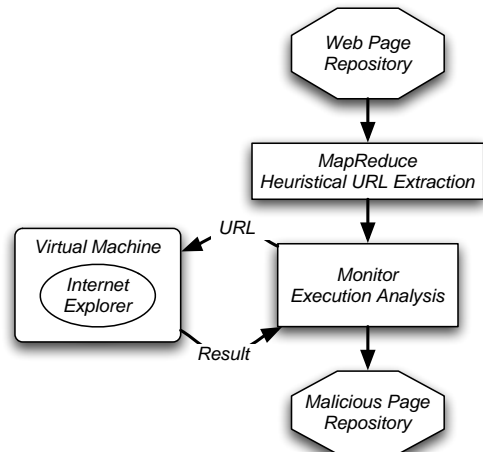 Web Page
Repository
MapReduce
Heuristical URL Extraction
URL
Virtual Machine
Internet
Explorer
Monitor
Execution Analysis
Result
Malicious Page
Repository